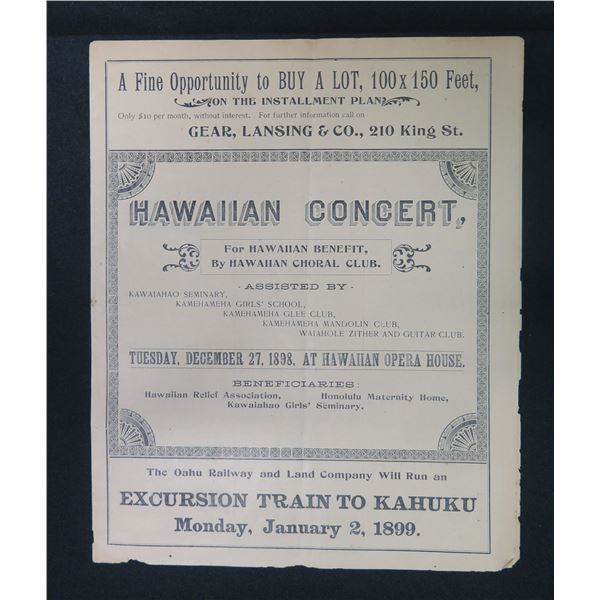 A Fine Opportunity to BUY A LOT, 100 x 150 Feet,
ON THE INSTALLMENT PLAN.
Only $10 per month, without interest. For further information call on
GEAR, LANSING & CO., 210 King St.
HAWAIIAN CONCERT,
For HAWAIIAN BENEFIT,
By HAWAIIAN CHORAL CLUB.
- ASSISTED BY -
KAWAIAHAO SEMINARY,
KAMEHAMEHA GIRLS' SCHOOL,
KAMEHAMEHA GLEE CLUB,
KAMEHAMEHA MANDOLIN CLUB,
WAIAHOLE ZITHER AND GUITAR CLUB.
TUESDAY, DECEMBER 27, 1898, AT HAWAIIAN OPERA HOUSE.
BENEFICIARIES:
Hawaiian Relief Association, Honolulu Maternity Home,
Kawaiahao Girls' Seminary.
The Oahu Railway and Land Company Will Run an
EXCURSION TRAIN TO KAHUKU
Monday, January 2, 1899.